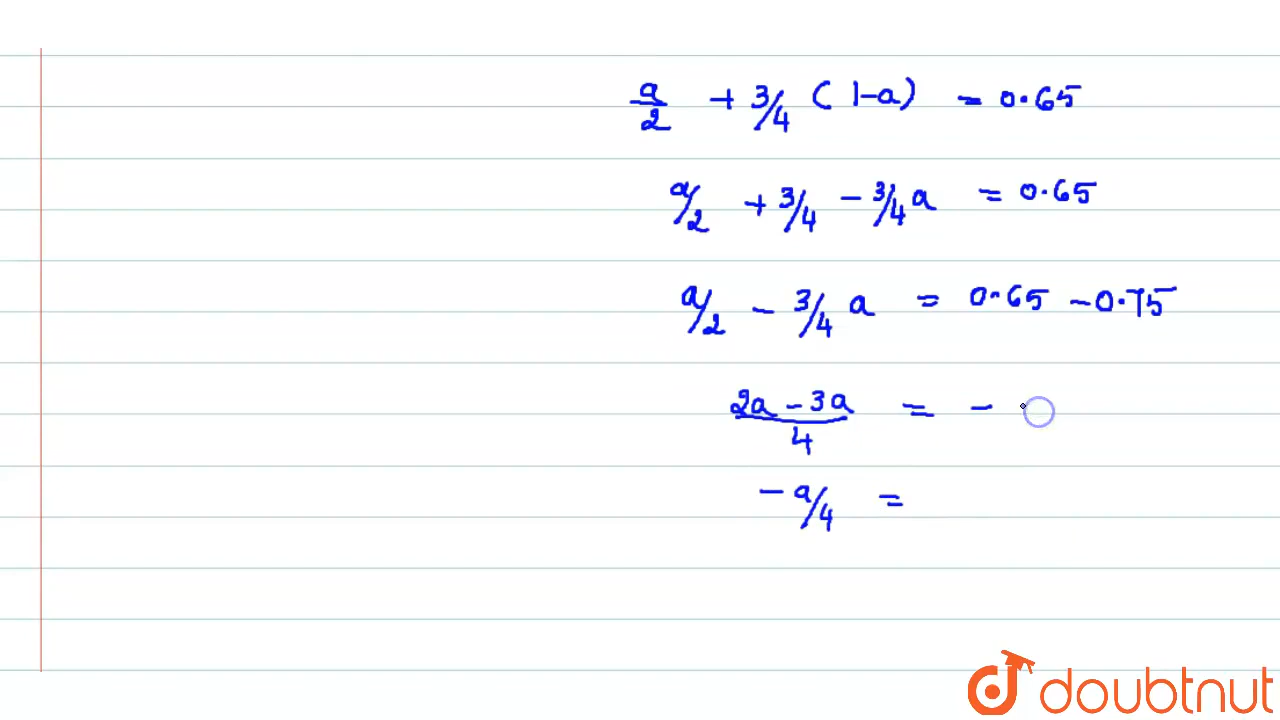 a/2 + 3/4 (1-a) = 0.65
a/2 + 3/4 - 3/4 a = 0.65
a/2 - 3/4 a = 0.65 - 0.75
2a - 3a / 4 = -
- a/4 =
doubtnut